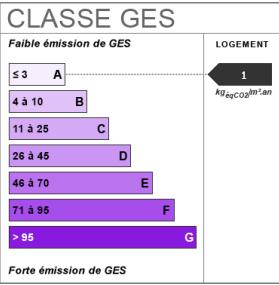 CLASSE GES
Faible émission de GES
LOGEMENT
≤ 3 A
1
kgéqCO2/m².an
4 à 10 B
11 à 25 C
26 à 45 D
46 à 70 E
71 à 95 F
> 95 G
Forte émission de GES